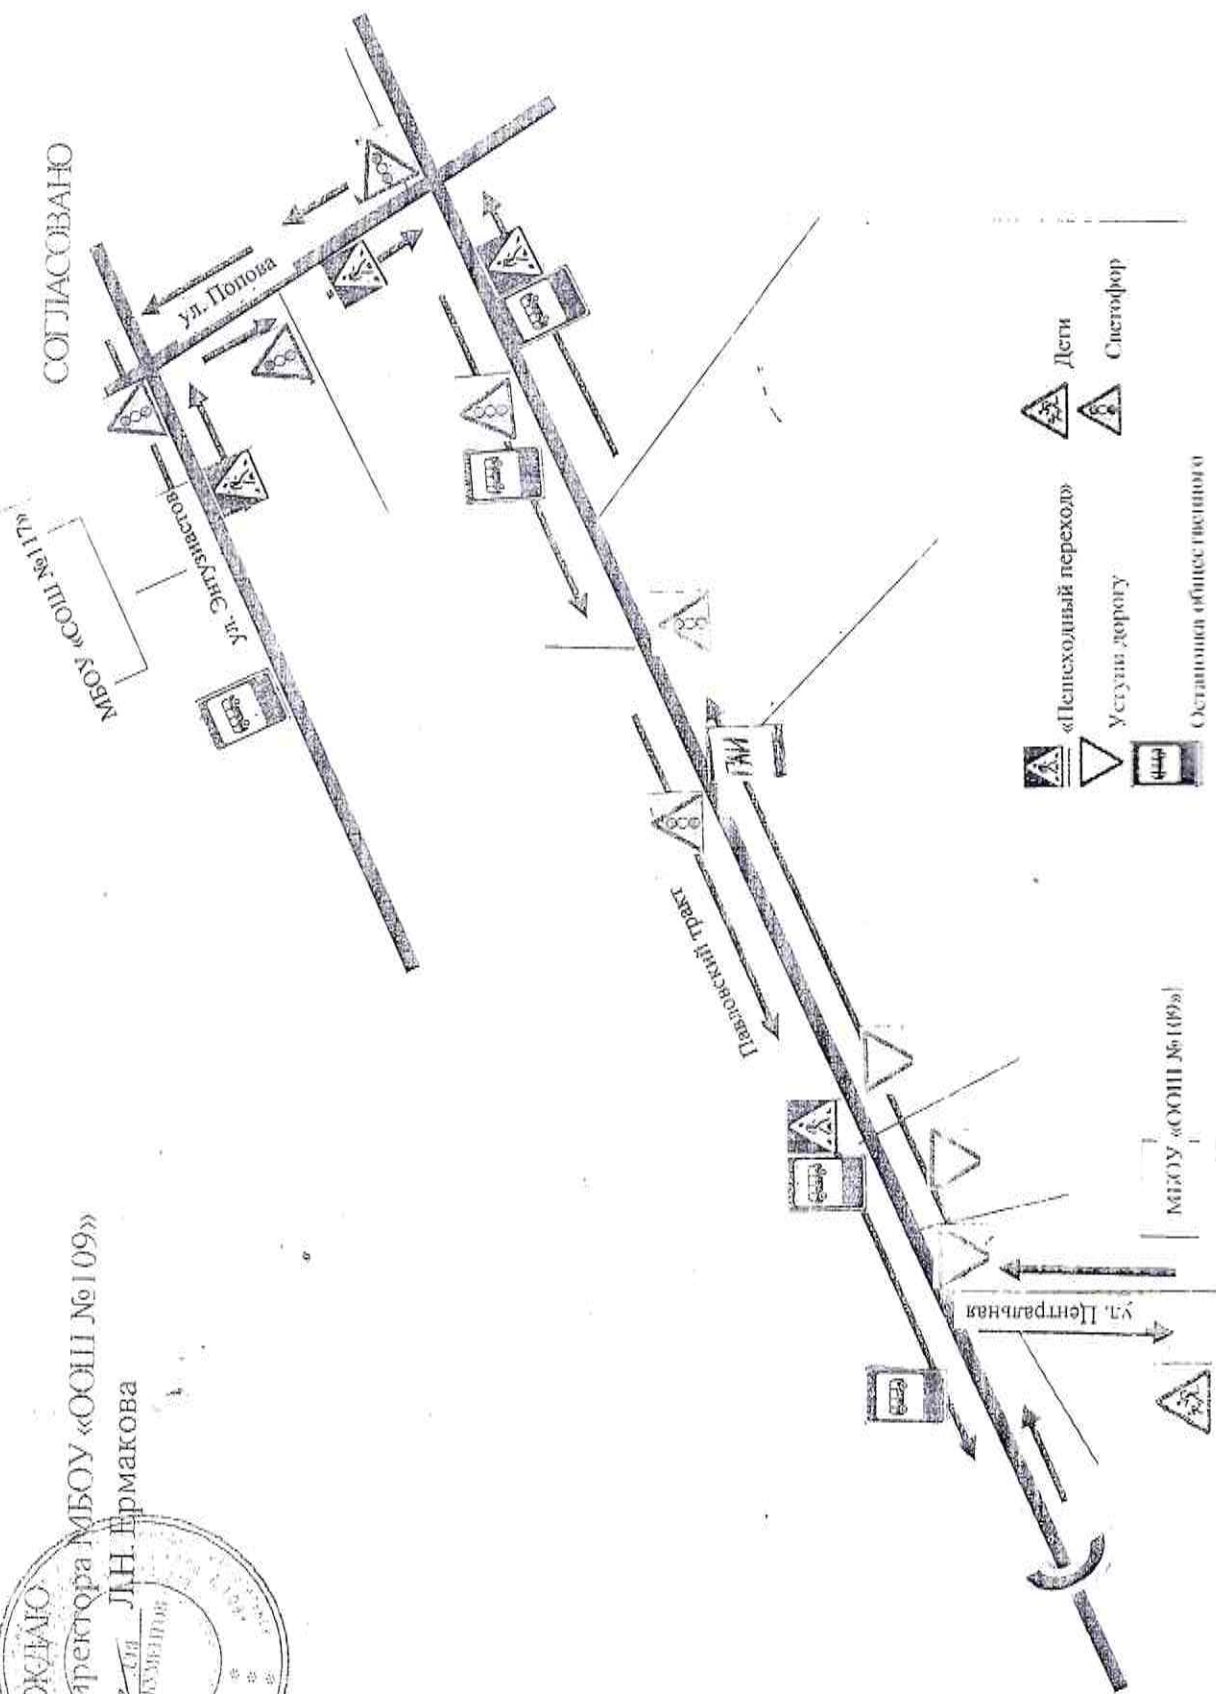 СОГЛАСОВАНО
МБОУ «ООШ №109»
Л.Н. Ермакова
МБОУ «СОШ №117»
ул. Энтузиастов
ул. Попова
Павловский тракт
ул. Центральная
МБОУ «ООШ №109»
«Пешеходный переход»
Дети
Уступи дорогу
Светофор
Остановка общественного